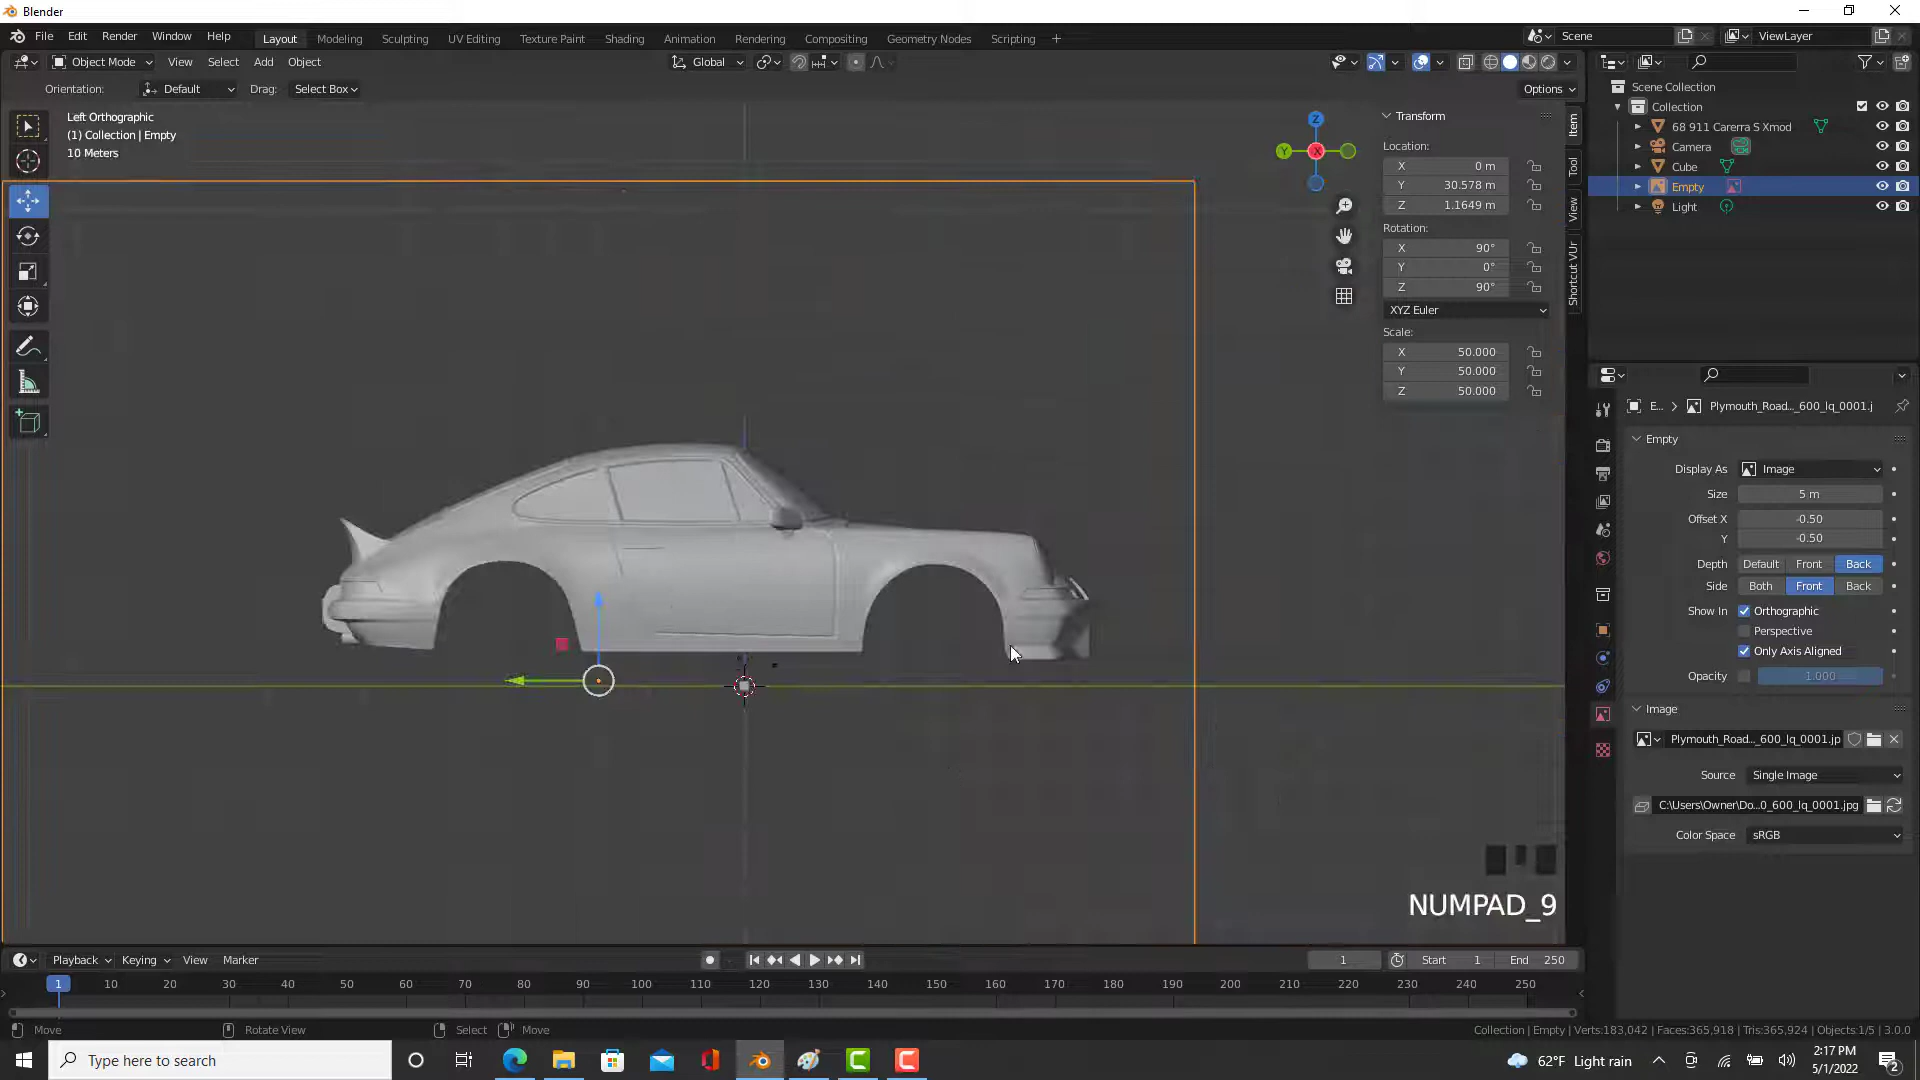 Blender
File Edit Render Window Help
Layout Modeling Sculpting UV Editing Texture Paint Shading Animation Rendering Compositing Geometry Nodes Scripting +
Scene
ViewLayer
Object Mode View Select Add Object
Global
Orientation: Default Drag: Select Box
Options
Left Orthographic
(1) Collection | Empty
10 Meters
Z
Y
X
Transform
Location:
X 0 m
Y 30.578 m
Z 1.1649 m
Rotation:
X 90°
Y 0°
Z 90°
XYZ Euler
Scale:
X 50.000
Y 50.000
Z 50.000
Item
Tool
View
Shortcut VUr
Scene Collection
Collection
68 911 Carerra S Xmod
Camera
Cube
Empty
Light
E... > Plymouth_Road..._600_lq_0001.j
Empty
Display As Image
Size 5 m
Offset X -0.50
Y -0.50
Depth Default Front Back
Side Both Front Back
Show In Orthographic
Perspective
Only Axis Aligned
Opacity 1.000
Image
Plymouth_Road..._600_lq_0001.jp
Source Single Image
C:\Users\Owner\Do...0_600_lq_0001.jpg
Color Space sRGB
NUMPAD_9
Playback Keying View Marker
1 Start 1 End 250
1 10 20 30 40 50 60 70 80 90 100 110 120 130 140 150 160 170 180 190 200 210 220 230 240 250
Move Rotate View Select Move
Collection | Empty | Verts:183,042 | Faces:365,918 | Tris:365,924 | Objects:1/5 | 3.0.0
Type here to search
62°F Light rain
2:17 PM
5/1/2022
2